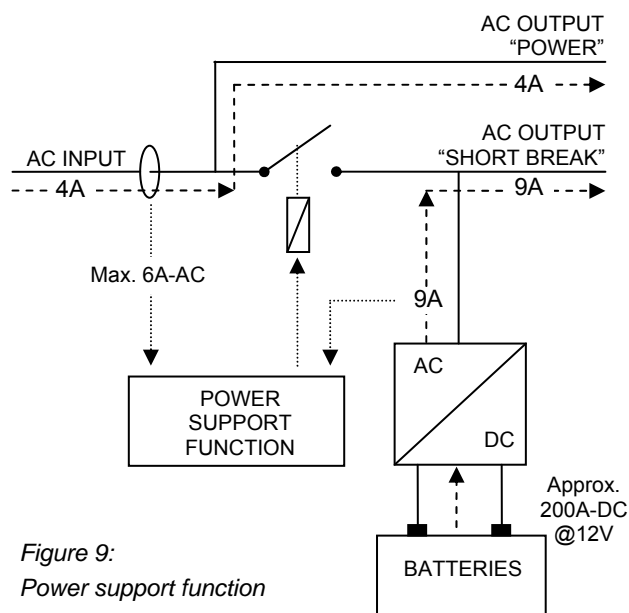 AC OUTPUT
“POWER”
4A
AC OUTPUT
“SHORT BREAK”
9A
AC INPUT
4A
Max. 6A-AC
9A
POWER
SUPPORT
FUNCTION
AC
DC
Approx.
200A-DC
@12V
BATTERIES
Figure 9:
Power support function